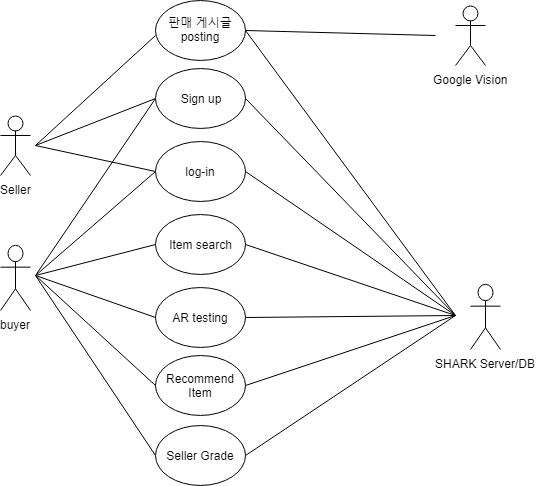 판매 게시글
posting
Google Vision
Sign up
log-in
Seller
Item search
buyer
AR testing
SHARK Server/DB
Recommend
Item
Seller Grade